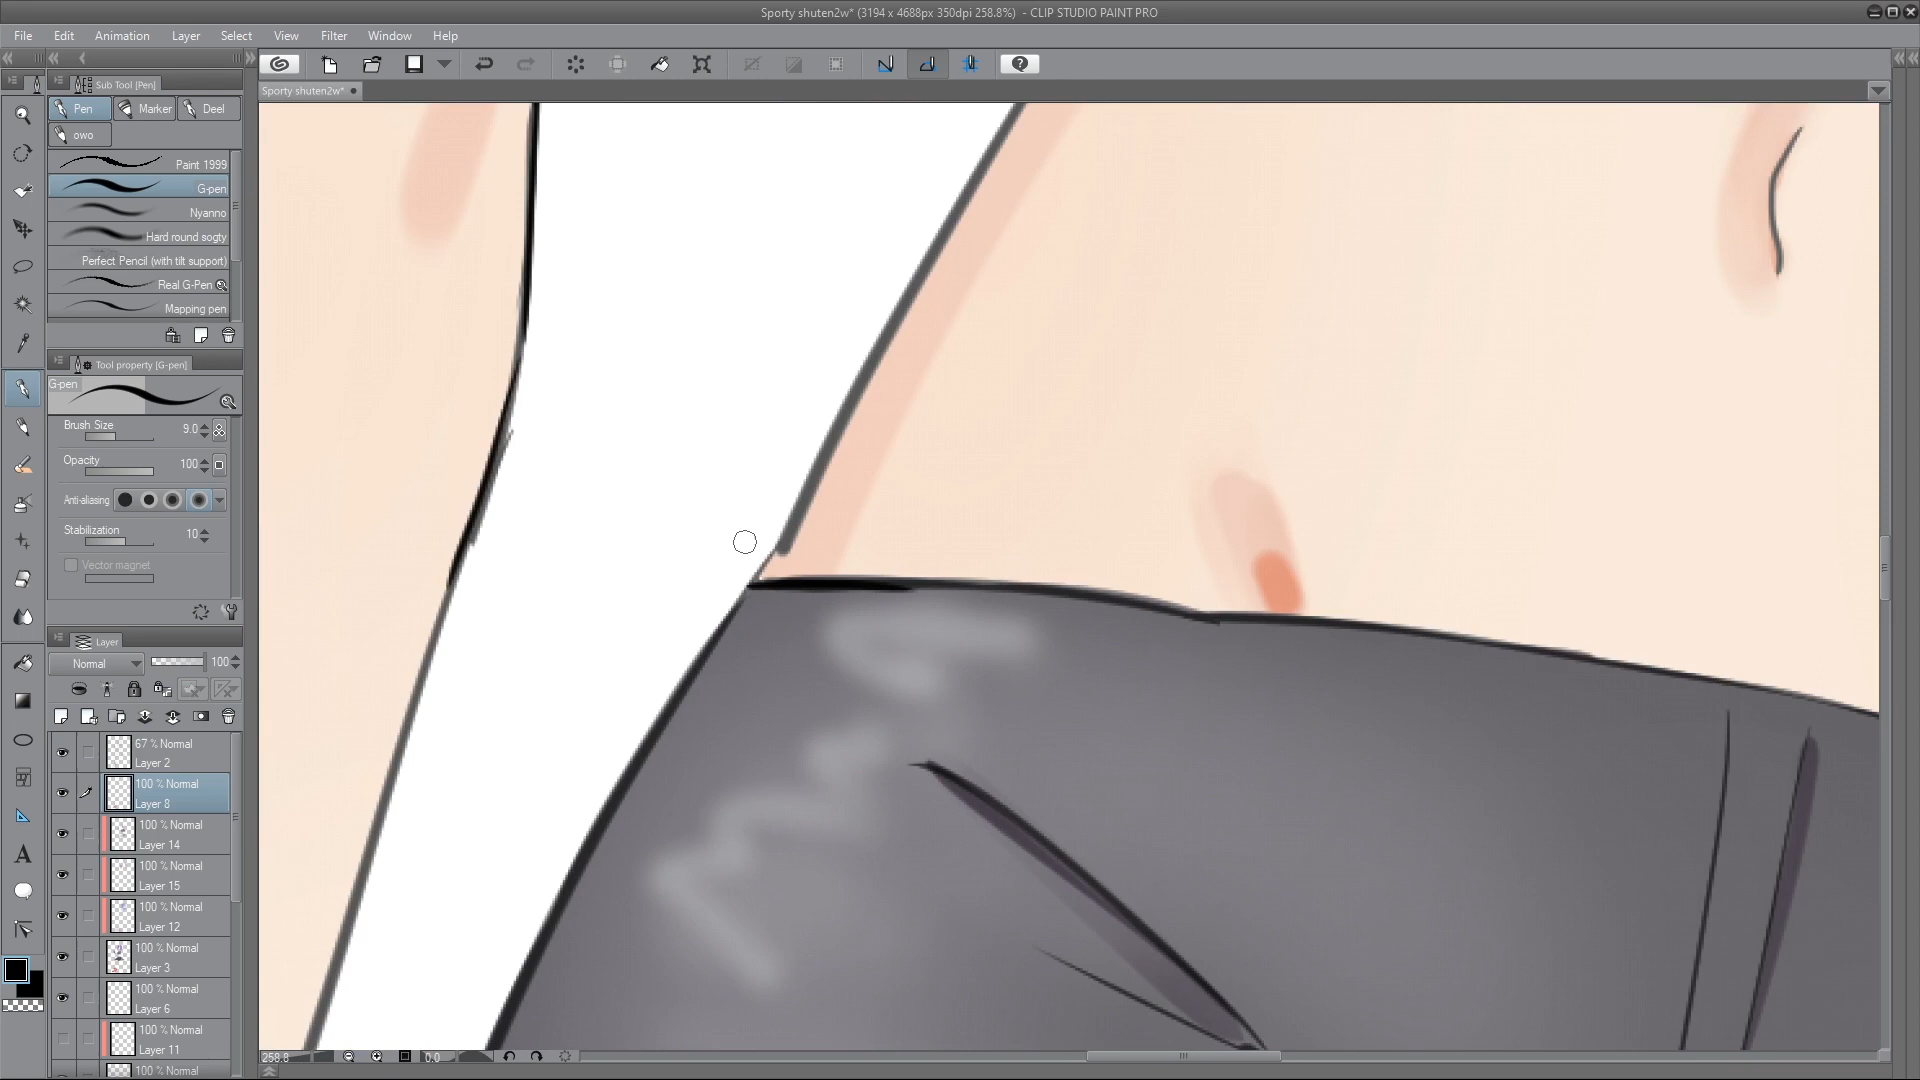 Sporty shuten2w* (3194 x 4688px 350dpi 258.8%) - CLIP STUDIO PAINT PRO
File Edit Animation Layer Select View Filter Window Help
Sub Tool [Pen]
Sporty shuten2w*
Pen Marker Deel
owo
Paint 1999
G-pen
Nyanno
Hard round sogty
Perfect Pencil (with tilt support)
Real G-Pen
Mapping pen
Tool property [G-pen]
G-pen
Brush Size 9.0
Opacity 100
Anti-aliasing
Stabilization 10
Vector magnet
Layer
Normal 100
67 % Normal
Layer 2
100 % Normal
Layer 8
100 % Normal
Layer 14
100 % Normal
Layer 15
100 % Normal
Layer 12
100 % Normal
Layer 3
100 % Normal
Layer 6
100 % Normal
Layer 11
100 % Normal
258.8 0.0